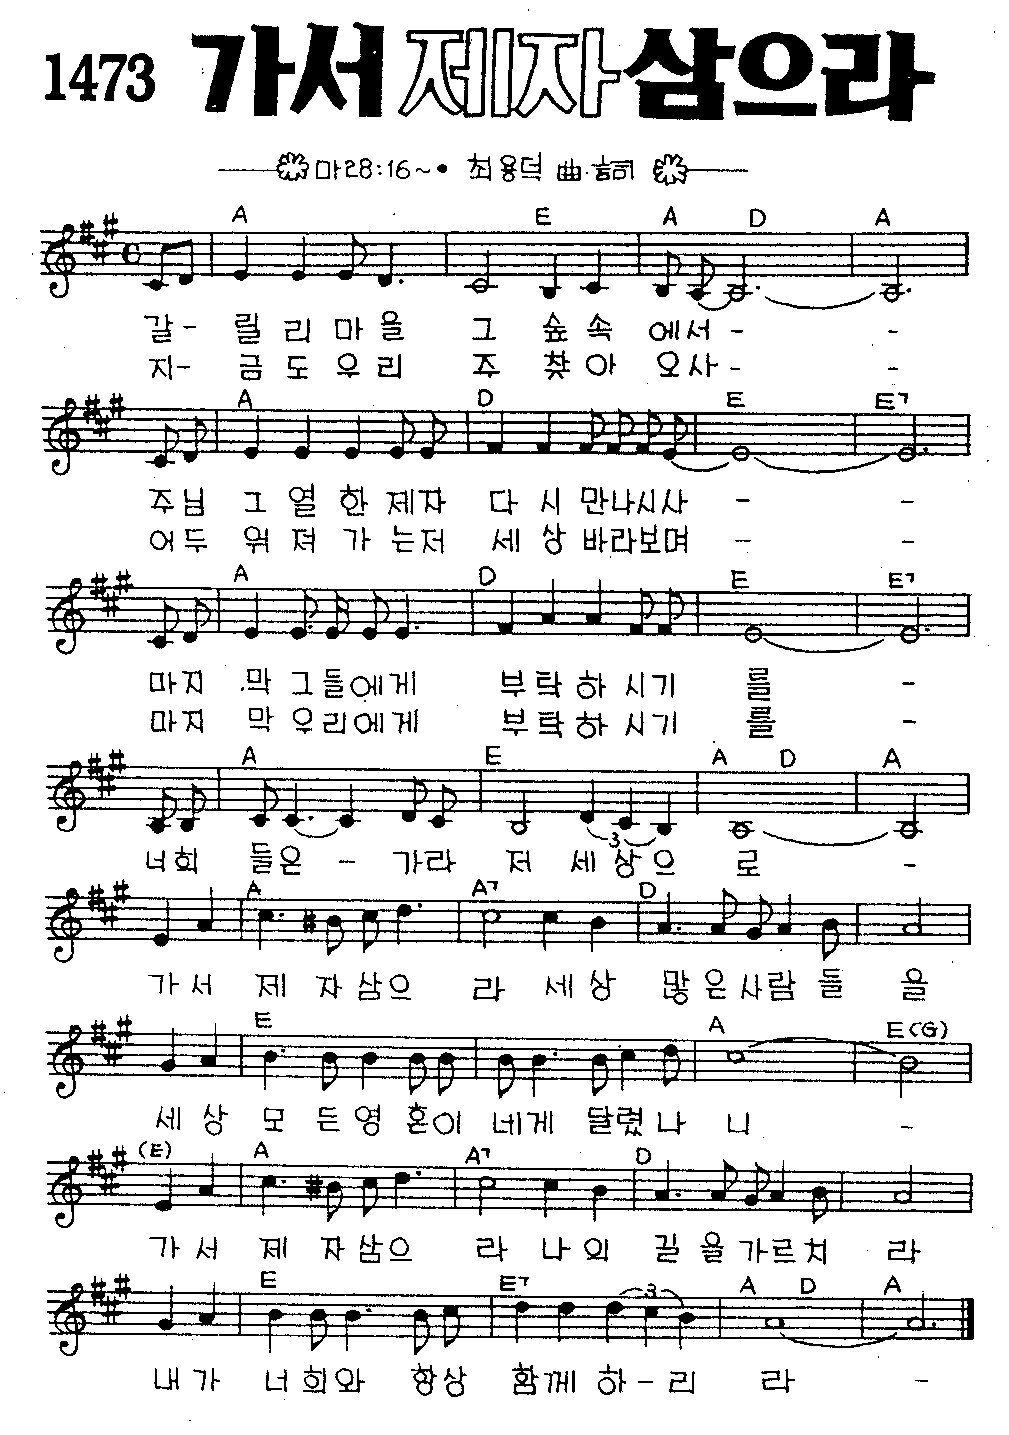 1473 가서 제자 삼으라
마28:16~ • 최용덕 曲·詞
A E A D A
갈- 릴 리 마 을 그 숲 속 에서 - -
지- 금 도 우 리 주 찾 아 오 사 - -
A D E E7
주님 그 열 한 제자 다 시 만나시사 - -
어두 워 져 가 는저 세 상 바라보며 - -
A D E E7
마지 막 그들에게 부탁하시기 를 -
마지 막 우리에게 부탁하시기 를 -
A E A D A
3
너희 들은 - 가라 저 세상으 로 -
A A7 D
가서 제 자삼으 라 세상 많은사람들 을
E A E(G)
세상 모든영혼이 네게 달렸나 니 -
(E) A A7 D
가서 제 자삼으 라 나의 길을가르치 라
E E7 A D A
3
내가 너희와 항상 함께 하-리 라 -